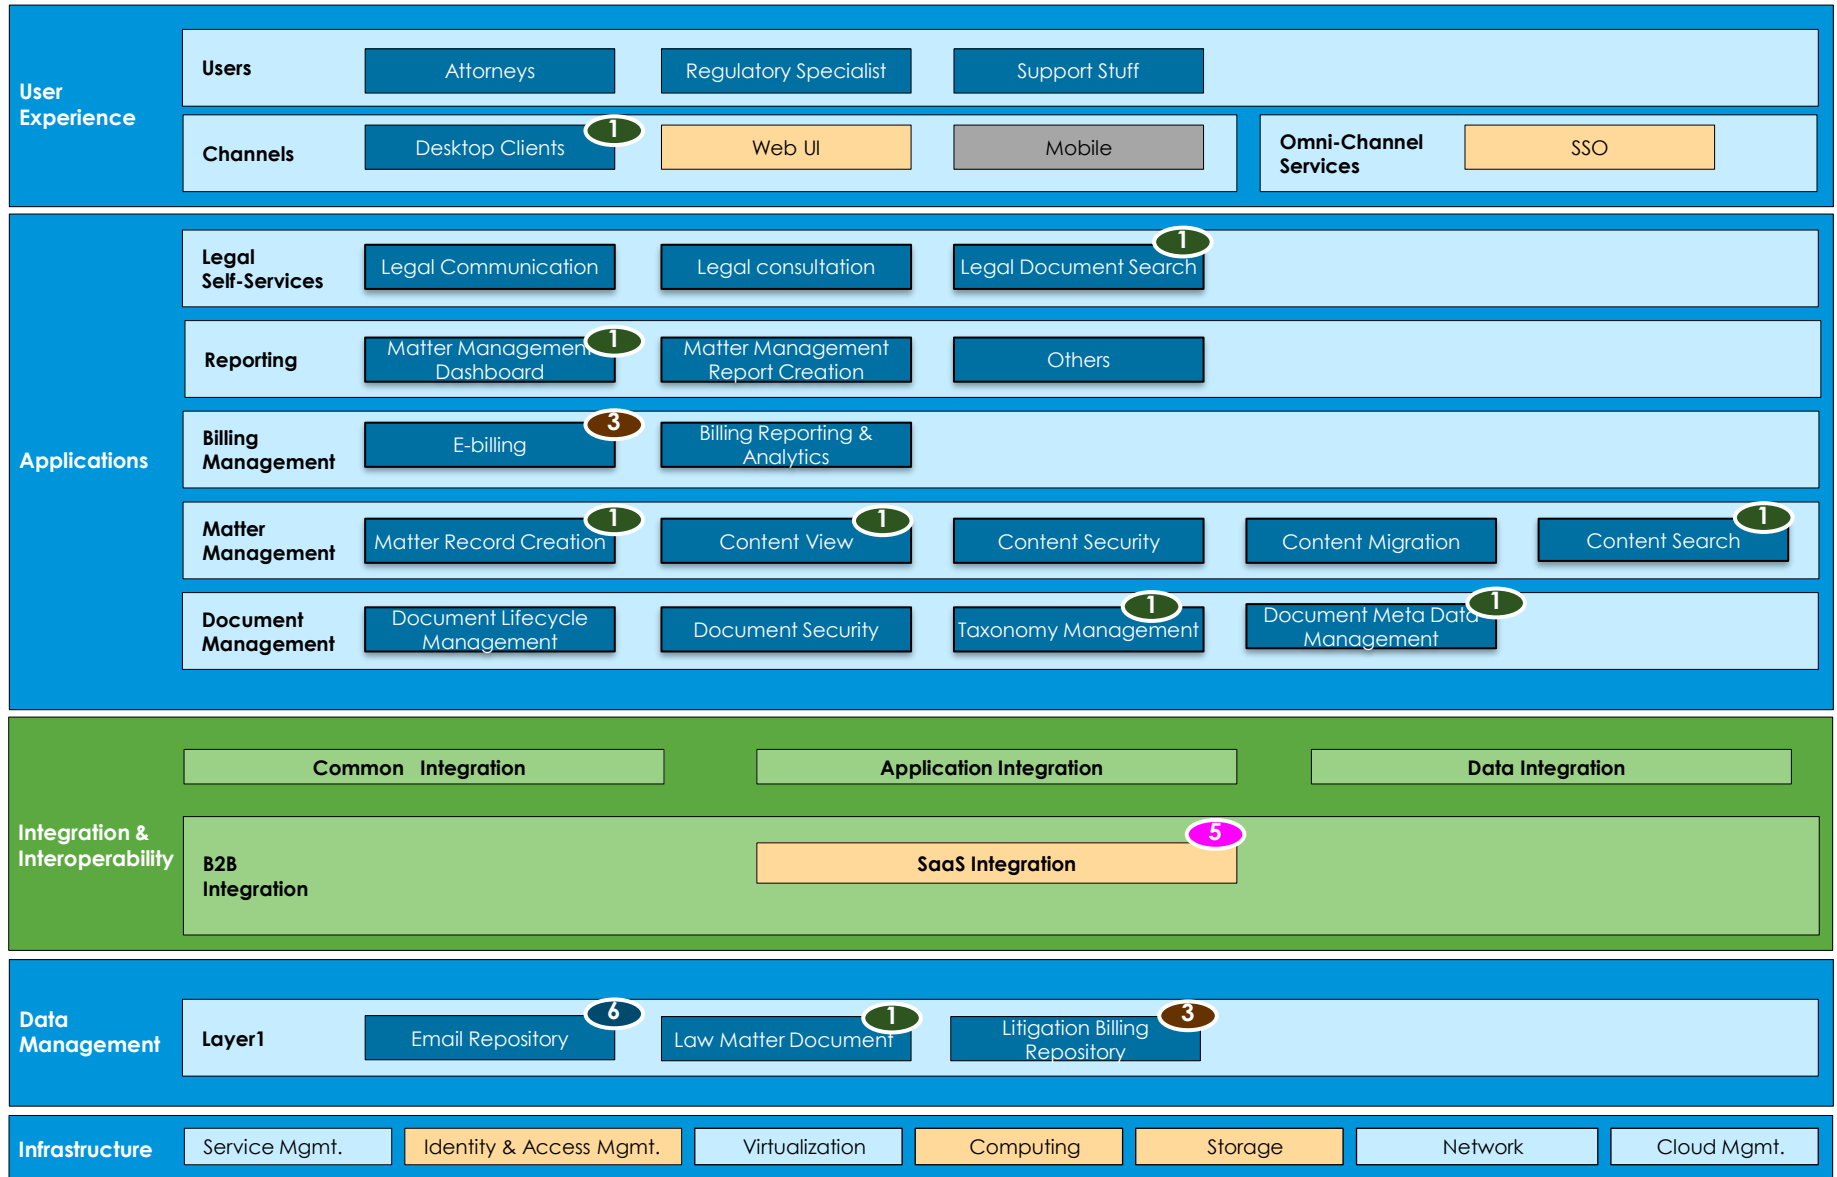 User
Experience
Users
Attorneys
Regulatory Specialist
Support Stuff
Channels
Desktop Clients
1
Web UI
Mobile
Omni-Channel
Services
SSO
Applications
Legal
Self-Services
Legal Communication
Legal consultation
Legal Document Search
1
Reporting
Matter Management
Dashboard
1
Matter Management
Report Creation
Others
Billing
Management
E-billing
3
Billing Reporting &
Analytics
Matter
Management
Matter Record Creation
1
Content View
1
Content Security
Content Migration
Content Search
1
Document
Management
Document Lifecycle
Management
Document Security
Taxonomy Management
1
Document Meta Data
Management
1
Integration &
Interoperability
Common Integration
Application Integration
Data Integration
B2B
Integration
SaaS Integration
5
Data
Management
Layer1
Email Repository
6
Law Matter Document
1
Litigation Billing
Repository
3
Infrastructure
Service Mgmt.
Identity & Access Mgmt.
Virtualization
Computing
Storage
Network
Cloud Mgmt.